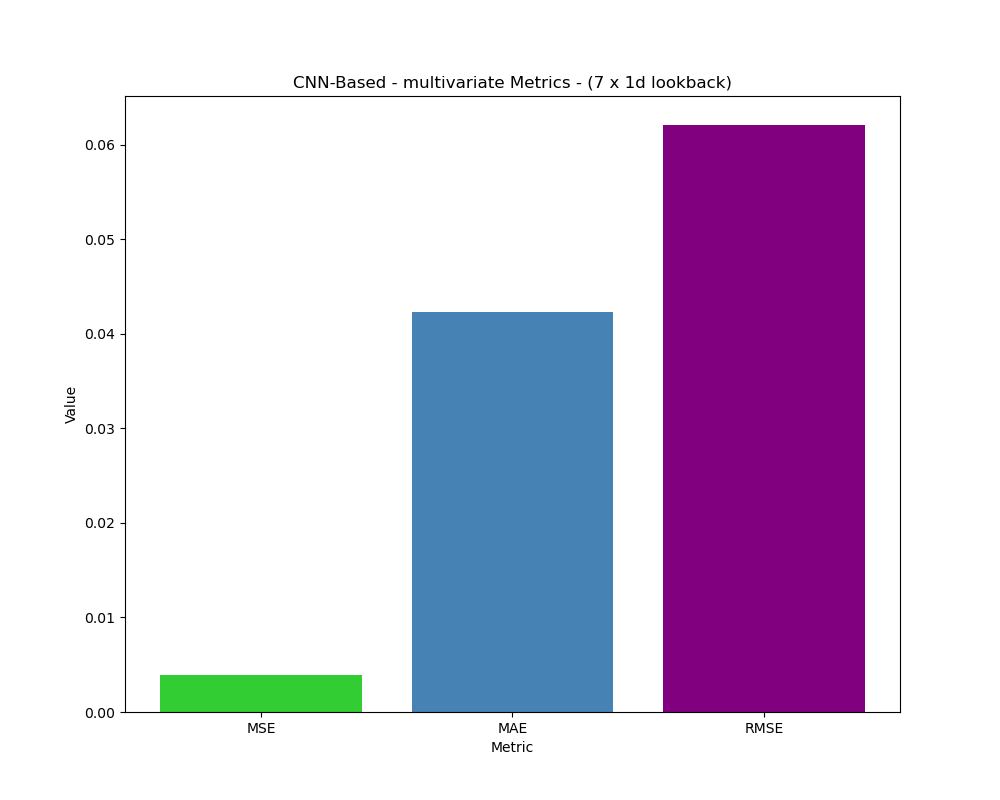 CNN-Based - multivariate Metrics - (7 x 1d lookback)
Value
0.06
0.05
0.04
0.03
0.02
0.01
0.00
MSE
MAE
RMSE
Metric